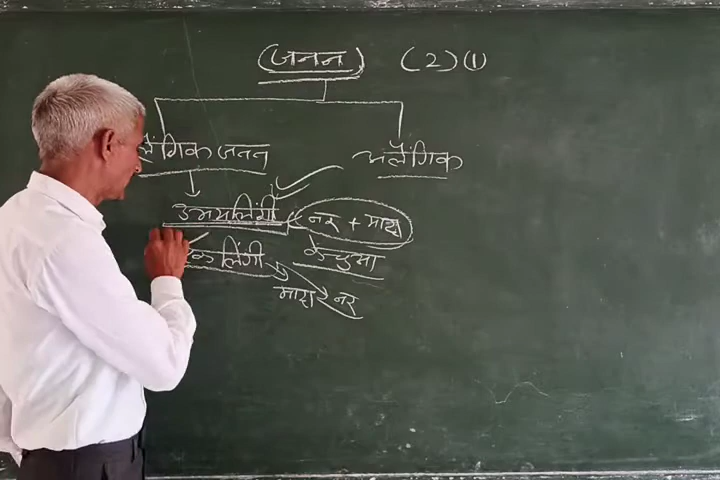 (जनन) (2) (1)
लैंगिक जनन अलैंगिक
उभयलिंगी नर + मादा
एक लिंगी केचुआ
मादा नर